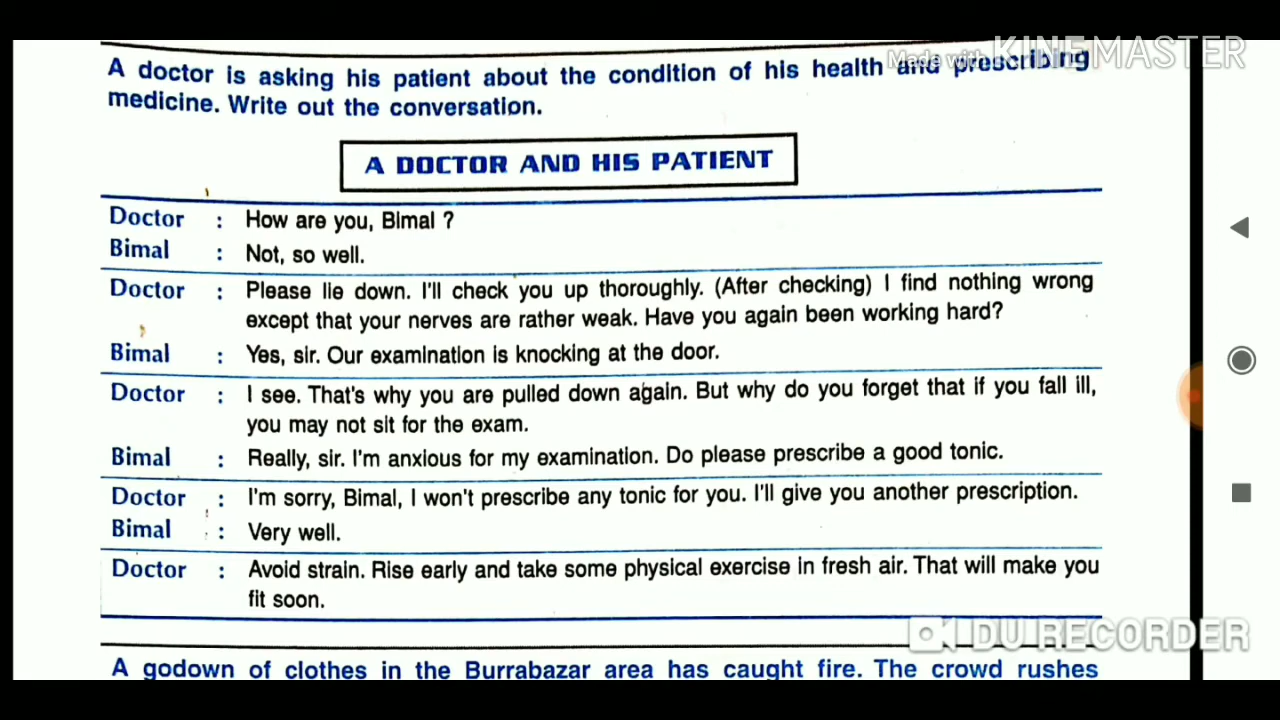 Made with KINEMASTER
A doctor is asking his patient about the condition of his health and prescribing
medicine. Write out the conversation.
A DOCTOR AND HIS PATIENT
Doctor : How are you, Bimal ?
Bimal : Not, so well.
Doctor : Please lie down. I'll check you up thoroughly. (After checking) I find nothing wrong
except that your nerves are rather weak. Have you again been working hard?
Bimal : Yes, sir. Our examination is knocking at the door.
Doctor : I see. That's why you are pulled down again. But why do you forget that if you fall ill,
you may not sit for the exam.
Bimal : Really, sir. I'm anxious for my examination. Do please prescribe a good tonic.
Doctor : I'm sorry, Bimal, I won't prescribe any tonic for you. I'll give you another prescription.
Bimal : Very well.
Doctor : Avoid strain. Rise early and take some physical exercise in fresh air. That will make you
fit soon.
DU RECORDER
A godown of clothes in the Burrabazar area has caught fire. The crowd rushes